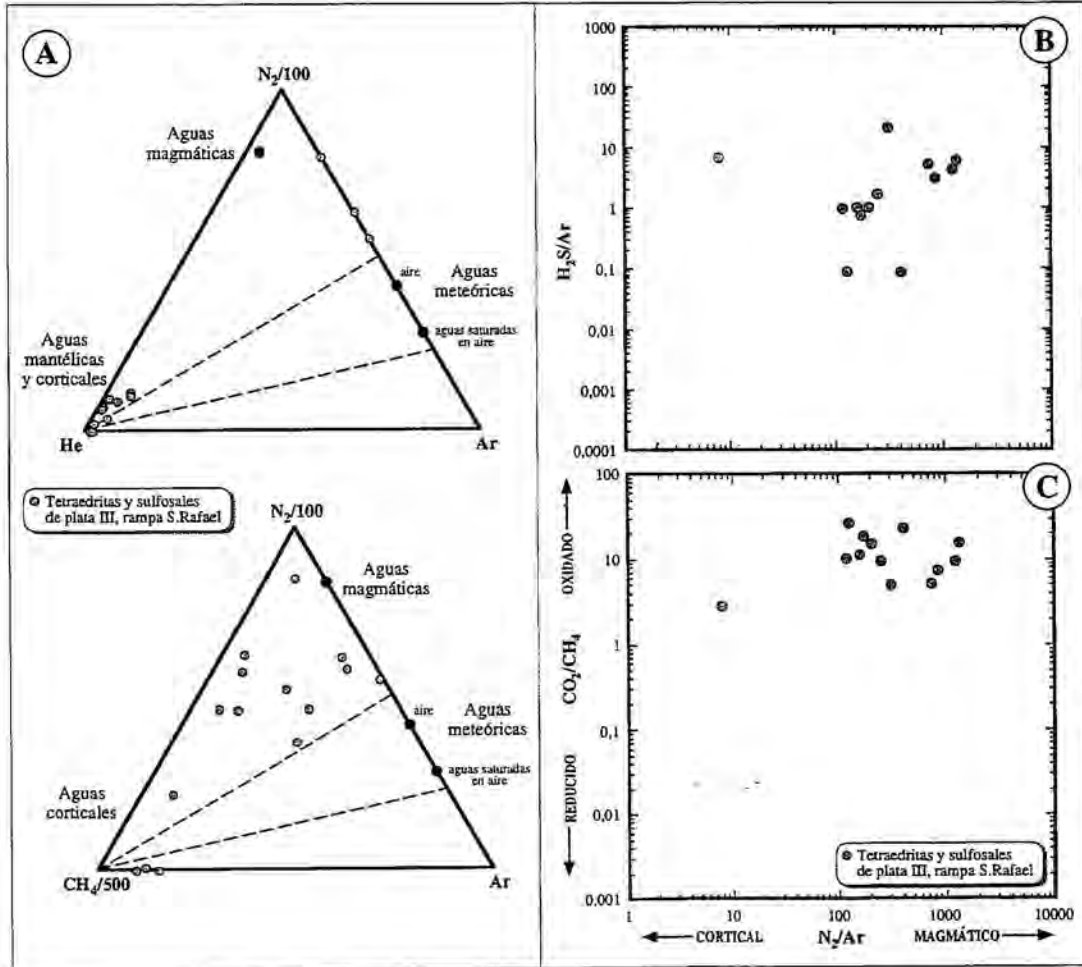 A
N₂/100
Aguas
magmáticas
aire
Aguas
meteóricas
aguas saturadas
en aire
Aguas
mantélicas
y corticales
He
Ar
Tetraedritas y sulfosales
de plata III, rampa S.Rafael
N₂/100
Aguas
magmáticas
aire
Aguas
meteóricas
aguas saturadas
en aire
Aguas
corticales
CH₄/500
Ar
B
1000
100
10
1
0,1
0,01
0,001
0,0001
H₂S/Ar
C
100
10
1
0,1
0,01
0,001
OXIDADO
CO₂/CH₄
REDUCIDO
Tetraedritas y sulfosales
de plata III, rampa S.Rafael
1 10 100 1000 10000
CORTICAL N₂/Ar MAGMÁTICO